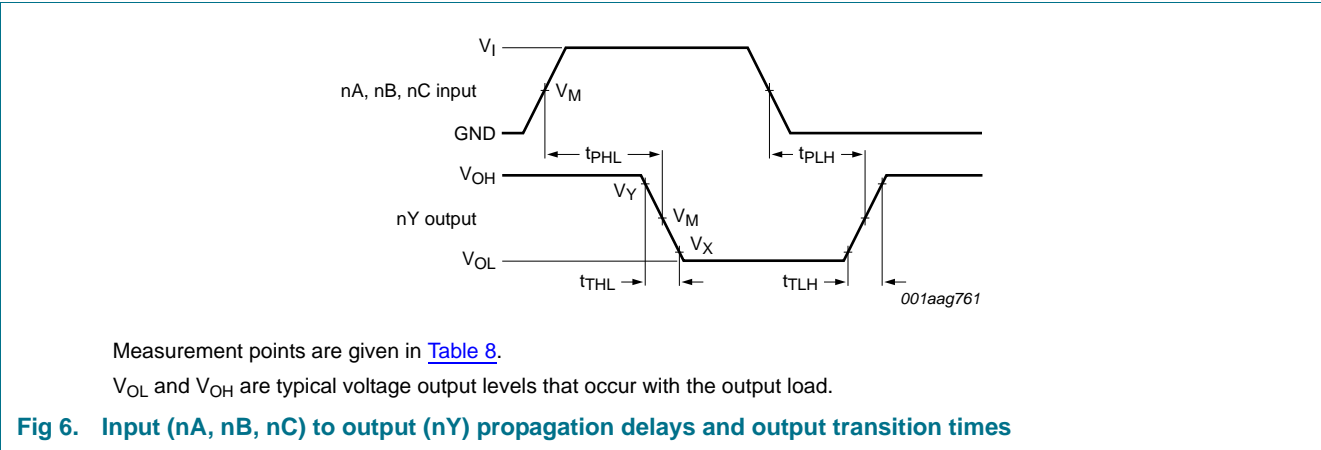 VI
nA, nB, nC input
VM
GND
tPHL
tPLH
VOH
VY
nY output
VM
VX
VOL
tTHL
tTLH
001aag761
Measurement points are given in Table 8.
VOL and VOH are typical voltage output levels that occur with the output load.
Fig 6. Input (nA, nB, nC) to output (nY) propagation delays and output transition times